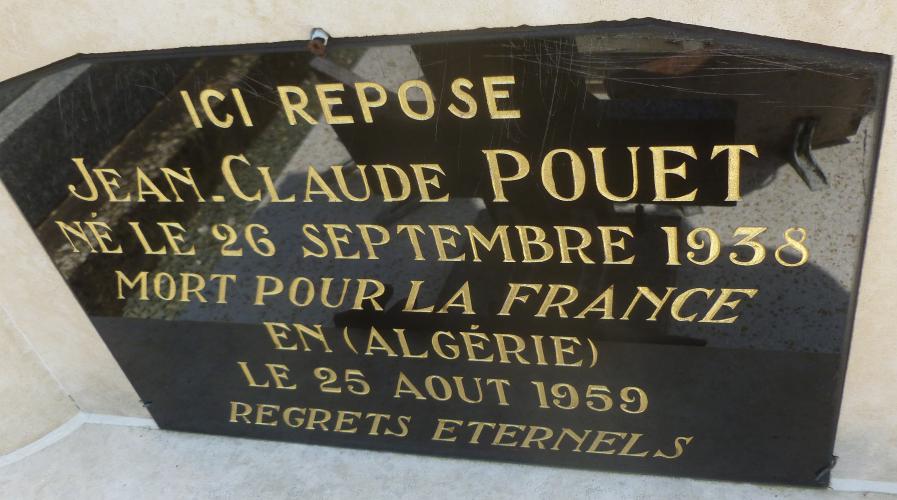 ICI REPOSE
JEAN-CLAUDE POUET
NÉ LE 26 SEPTEMBRE 1938
MORT POUR LA FRANCE
EN (ALGÉRIE)
LE 25 AOUT 1959
REGRETS ETERNELS